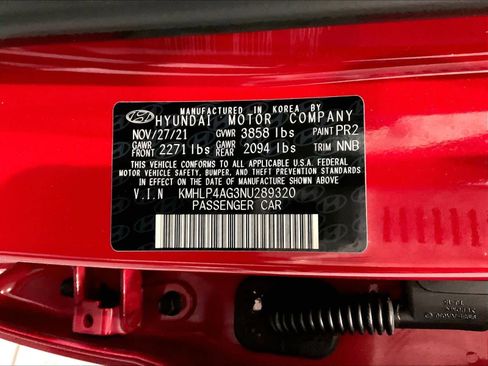 MANUFACTURED IN KOREA BY
HYUNDAI MOTOR COMPANY
NOV/27/21 GVWR 3858 lbs PAINT PR2
GAWR FRONT 2271 lbs GAWR REAR 2094 lbs TRIM NNB
THIS VEHICLE CONFORMS TO ALL APPLICABLE U.S.A. FEDERAL
MOTOR VEHICLE SAFETY, BUMPER, AND THEFT PREVENTION STANDARDS
IN EFFECT ON THE DATE OF MANUFACTURE SHOWN ABOVE.
V.I.N KMHLP4AG3NU289320
PASSENGER CAR